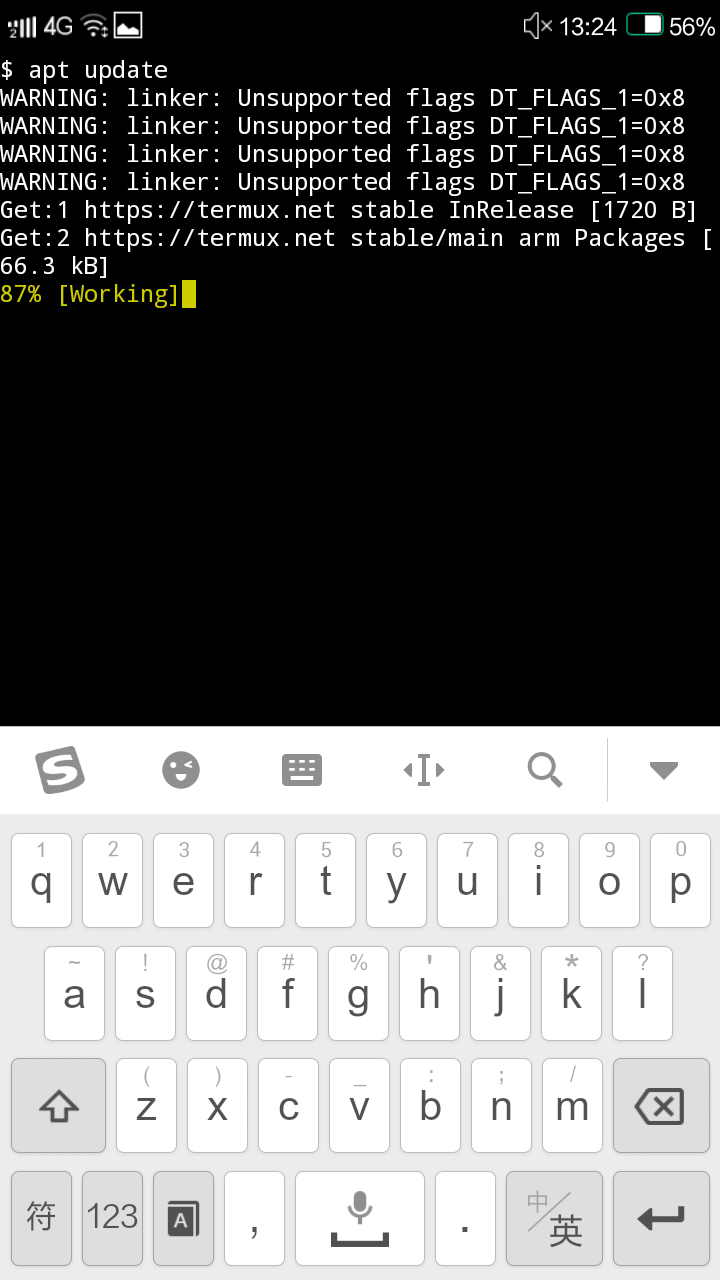 2 4G 13:24 56%
$ apt update
WARNING: linker: Unsupported flags DT_FLAGS_1=0x8
WARNING: linker: Unsupported flags DT_FLAGS_1=0x8
WARNING: linker: Unsupported flags DT_FLAGS_1=0x8
WARNING: linker: Unsupported flags DT_FLAGS_1=0x8
Get:1 https://termux.net stable InRelease [1720 B]
Get:2 https://termux.net stable/main arm Packages [
66.3 kB]
87% [Working]
S
1 2 3 4 5 6 7 8 9 0
q w e r t y u i o p
~ ! @ # % ' & * ?
a s d f g h j k l
( ) - _ : ; /
z x c v b n m
符 123 A , . 中/英